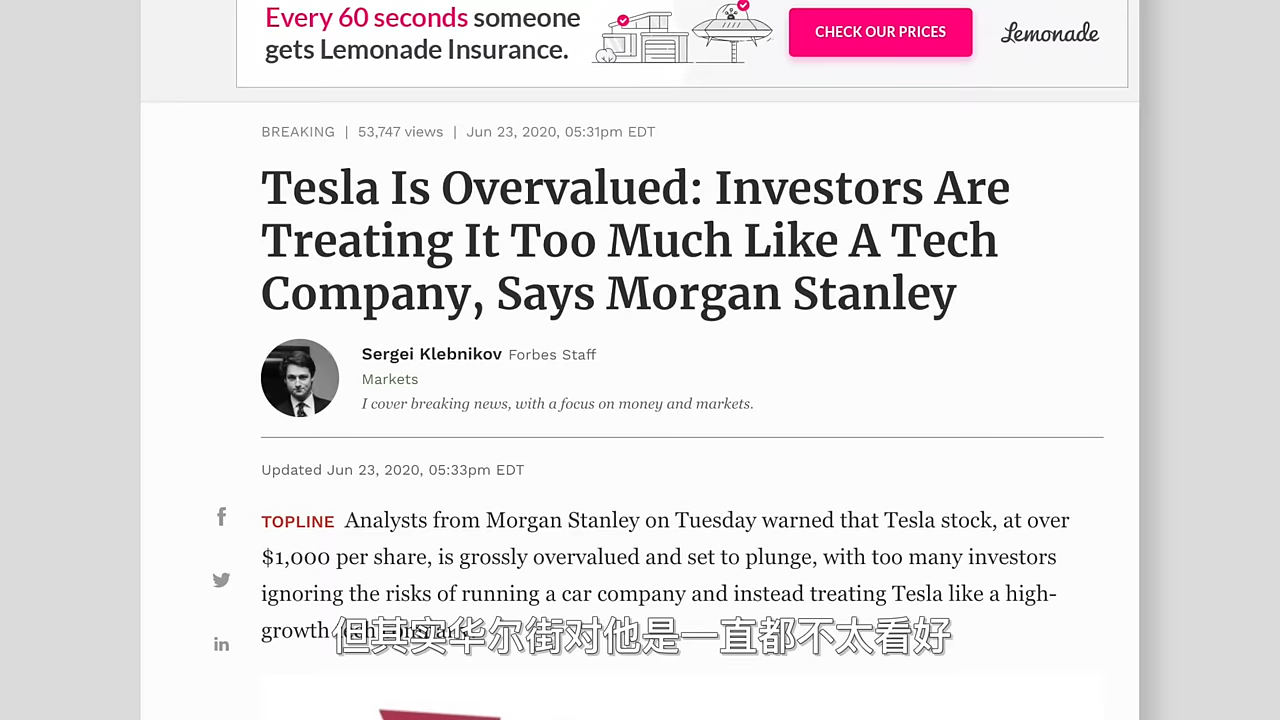 Every 60 seconds someone
gets Lemonade Insurance.
CHECK OUR PRICES
Lemonade
BREAKING | 53,747 views | Jun 23, 2020, 05:31pm EDT
Tesla Is Overvalued: Investors Are
Treating It Too Much Like A Tech
Company, Says Morgan Stanley
Sergei Klebnikov Forbes Staff
Markets
I cover breaking news, with a focus on money and markets.
Updated Jun 23, 2020, 05:33pm EDT
TOPLINE Analysts from Morgan Stanley on Tuesday warned that Tesla stock, at over
$1,000 per share, is grossly overvalued and set to plunge, with too many investors
ignoring the risks of running a car company and instead treating Tesla like a high-
growth
但其实华尔街对他是一直都不太看好
f
in